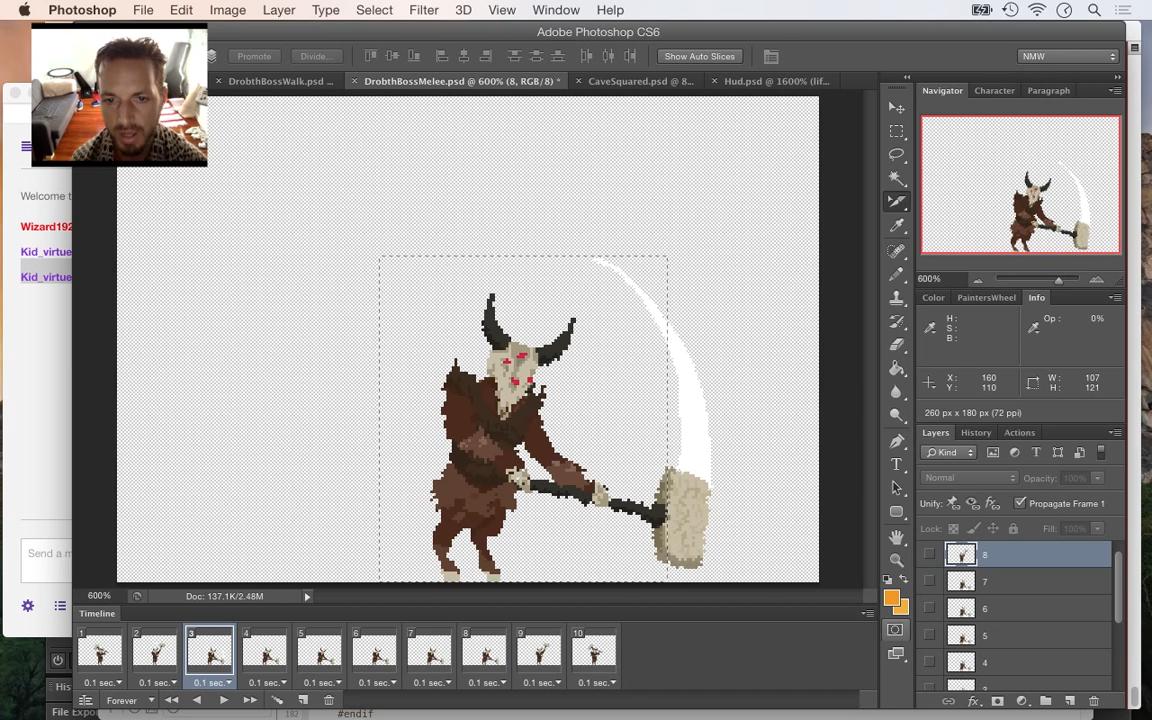 Photoshop File Edit Image Layer Type Select Filter 3D View Window Help
Adobe Photoshop CS6
Promote Divide... Show Auto Slices NMW
DrobthBossWalk.psd ... DrobthBossMelee.psd @ 600% (8, RGB/8) * CaveSquared.psd @ 8... Hud.psd @ 1600% (lif...
Navigator Character Paragraph
Welcome t
Wizard192
Kid_virtue
Kid_virtue
Send a m
600%
Color PaintersWheel Info
H:
S:
B:
Op: 0%
X: 160
Y: 110
W: 107
H: 121
260 px x 180 px (72 ppi)
Layers History Actions
Kind
Normal Opacity: 100%
Unify: Propagate Frame 1
Lock: Fill: 100%
8
7
6
5
4
600% Doc: 137.1K/2.48M
Timeline
1 2 3 4 5 6 7 8 9 10
0.1 sec. 0.1 sec. 0.1 sec. 0.1 sec. 0.1 sec. 0.1 sec. 0.1 sec. 0.1 sec. 0.1 sec. 0.1 sec.
Forever
His
File Expor
182 #endif